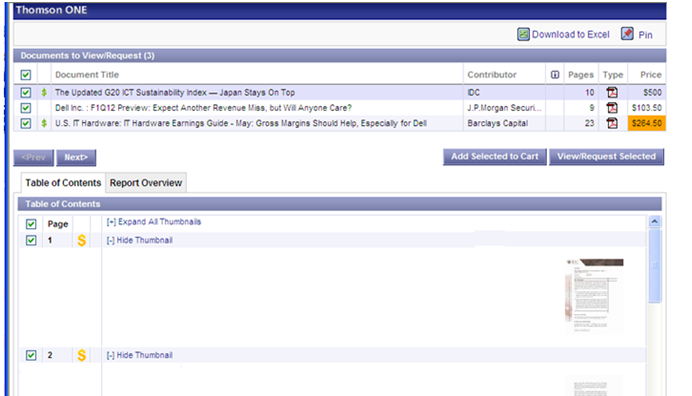 Thomson ONE
Download to Excel Pin
Documents to View/Request (3)
Document Title Contributor Pages Type Price
$ The Updated G20 ICT Sustainability Index — Japan Stays On Top IDC 10 $500
Dell Inc. : F1Q12 Preview: Expect Another Revenue Miss, but Will Anyone Care? J.P.Morgan Securi... 9 $103.50
$ U.S. IT Hardware: IT Hardware Earnings Guide - May: Gross Margins Should Help, Especially for Dell Barclays Capital 23 $264.50
<Prev Next> Add Selected to Cart View/Request Selected
Table of Contents Report Overview
Table of Contents
Page [+] Expand All Thumbnails
1 $ [-] Hide Thumbnail
2 $ [-] Hide Thumbnail